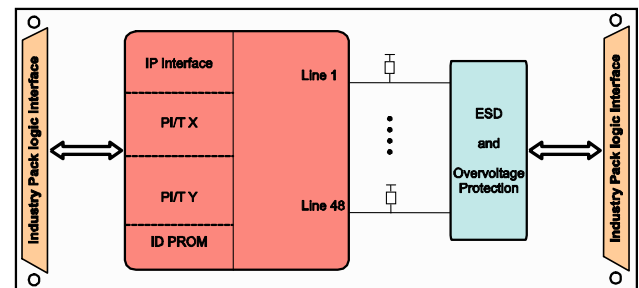 Industry Pack logic Interface
IP Interface
PI/T X
PI/T Y
ID PROM
Line 1
Line 48
ESD
and
Overvoltage
Protection
Industry Pack logic Interface